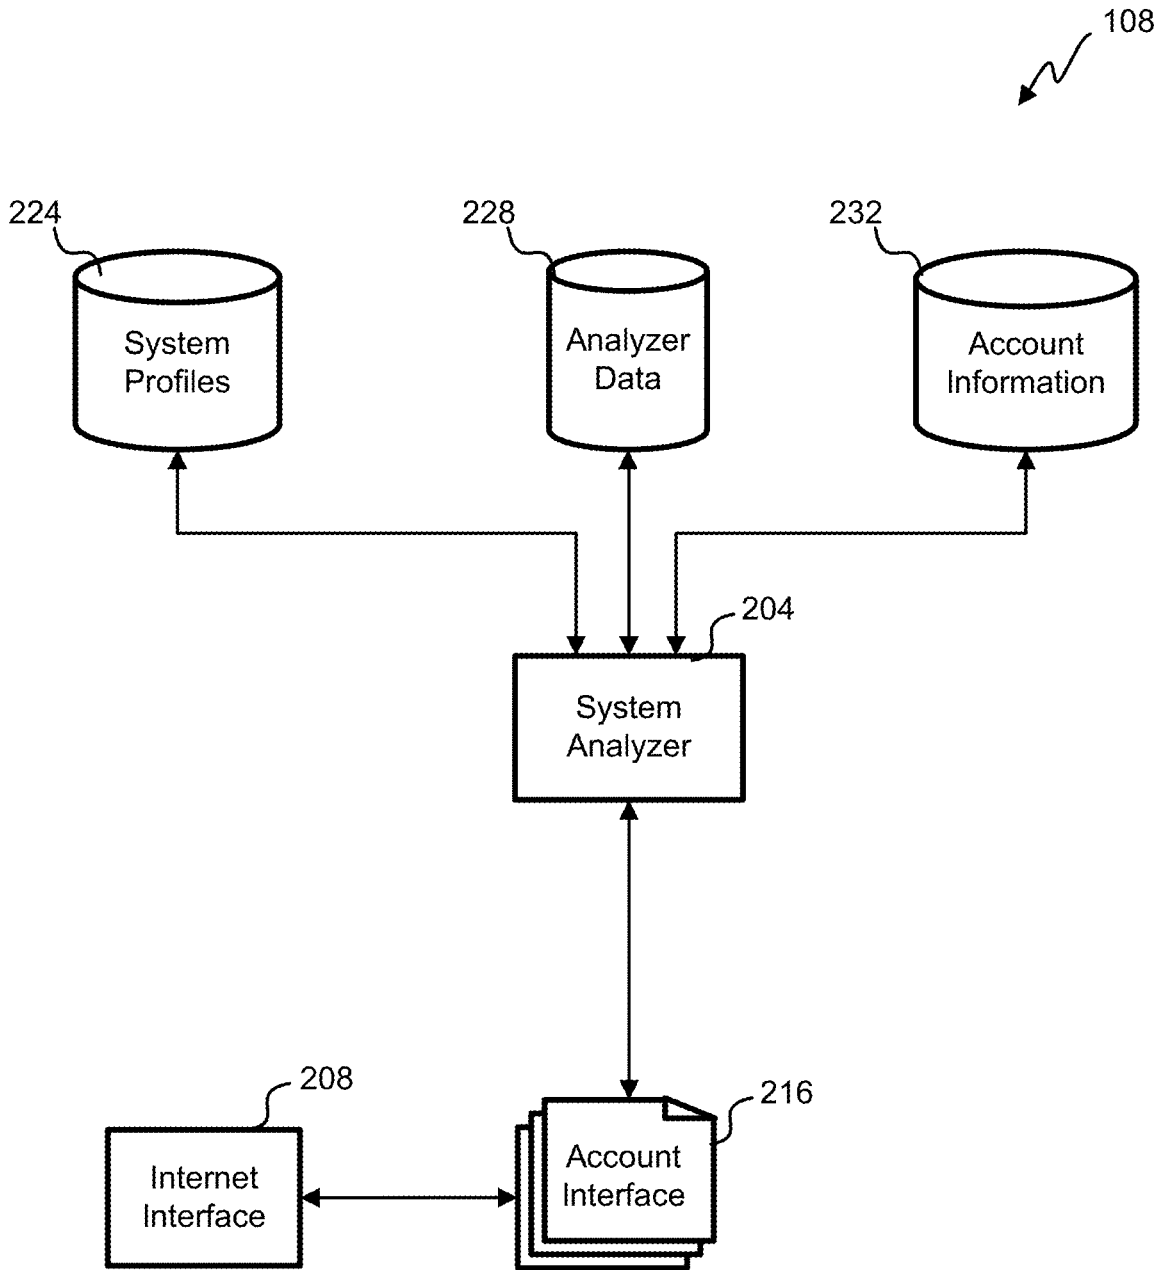 108
224
228
232
System
Profiles
Analyzer
Data
Account
Information
204
System
Analyzer
208
216
Internet
Interface
Account
Interface